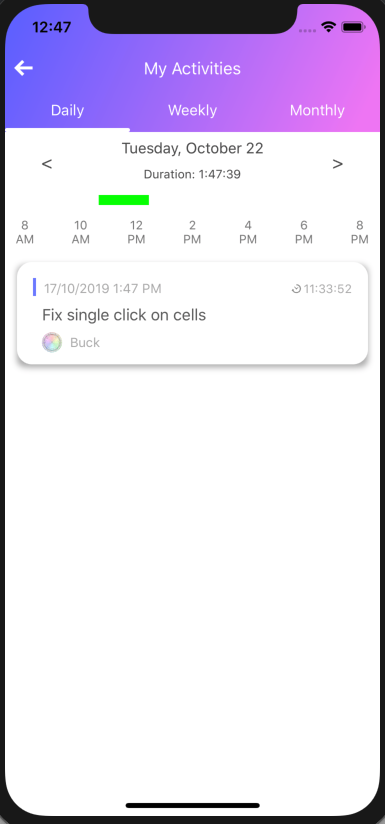 12:47
My Activities
Daily Weekly Monthly
Tuesday, October 22
< >
Duration: 1:47:39
8 10 12 2 4 6 8
AM AM PM PM PM PM PM
17/10/2019 1:47 PM 11:33:52
Fix single click on cells
Buck